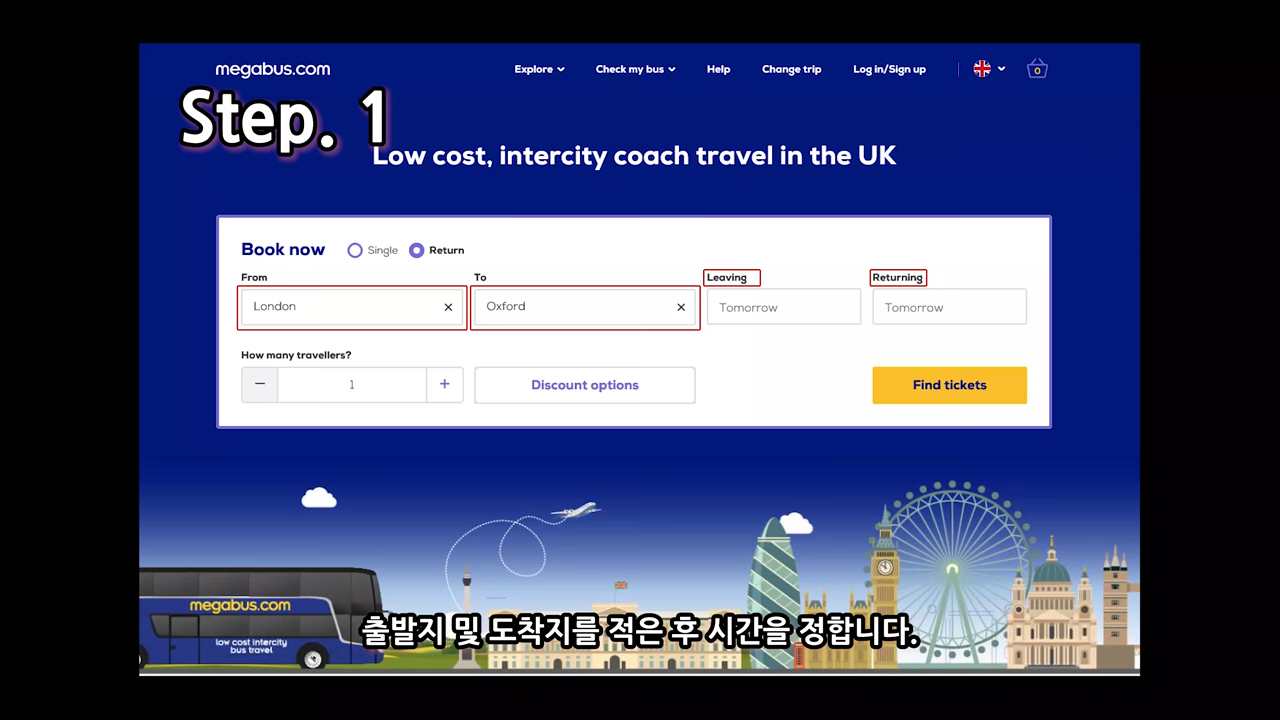 megabus.com
Explore
Check my bus
Help
Change trip
Log in/Sign up
0
Step. 1
Low cost, intercity coach travel in the UK
Book now
Single
Return
From
To
Leaving
Returning
London
Oxford
Tomorrow
Tomorrow
How many travellers?
1
Discount options
Find tickets
megabus.com
low cost intercity
bus travel
출발지 및 도착지를 적은 후 시간을 정합니다.